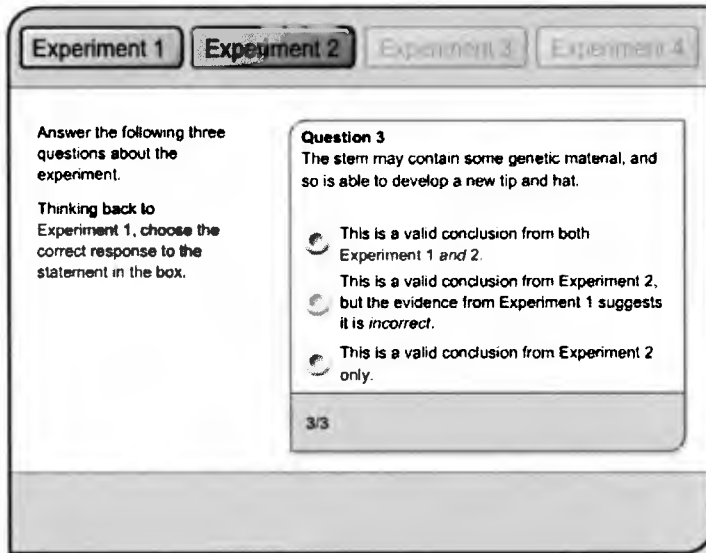 Experiment 1 Experiment 2 Experiment 3 Experiment 4
Answer the following three
questions about the
experiment.
Thinking back to
Experiment 1, choose the
correct response to the
statement in the box.
Question 3
The stem may contain some genetic material, and
so is able to develop a new tip and hat.
This is a valid conclusion from both
Experiment 1 and 2.
This is a valid conclusion from Experiment 2,
but the evidence from Experiment 1 suggests
it is incorrect.
This is a valid conclusion from Experiment 2
only.
3/3